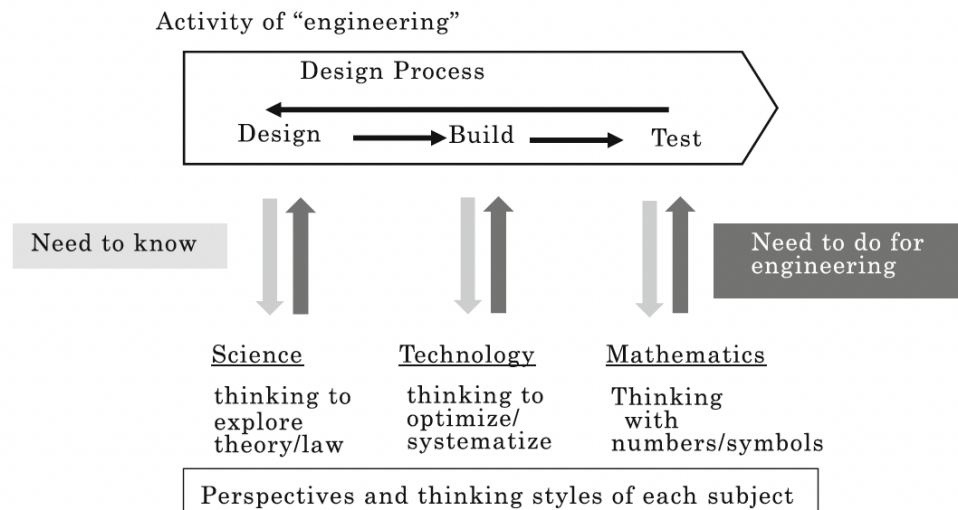 Activity of “engineering”
Design Process
Design Build Test
Need to know
Need to do for
engineering
Science
thinking to
explore
theory/law
Technology
thinking to
optimize/
systematize
Mathematics
Thinking
with
numbers/symbols
Perspectives and thinking styles of each subject